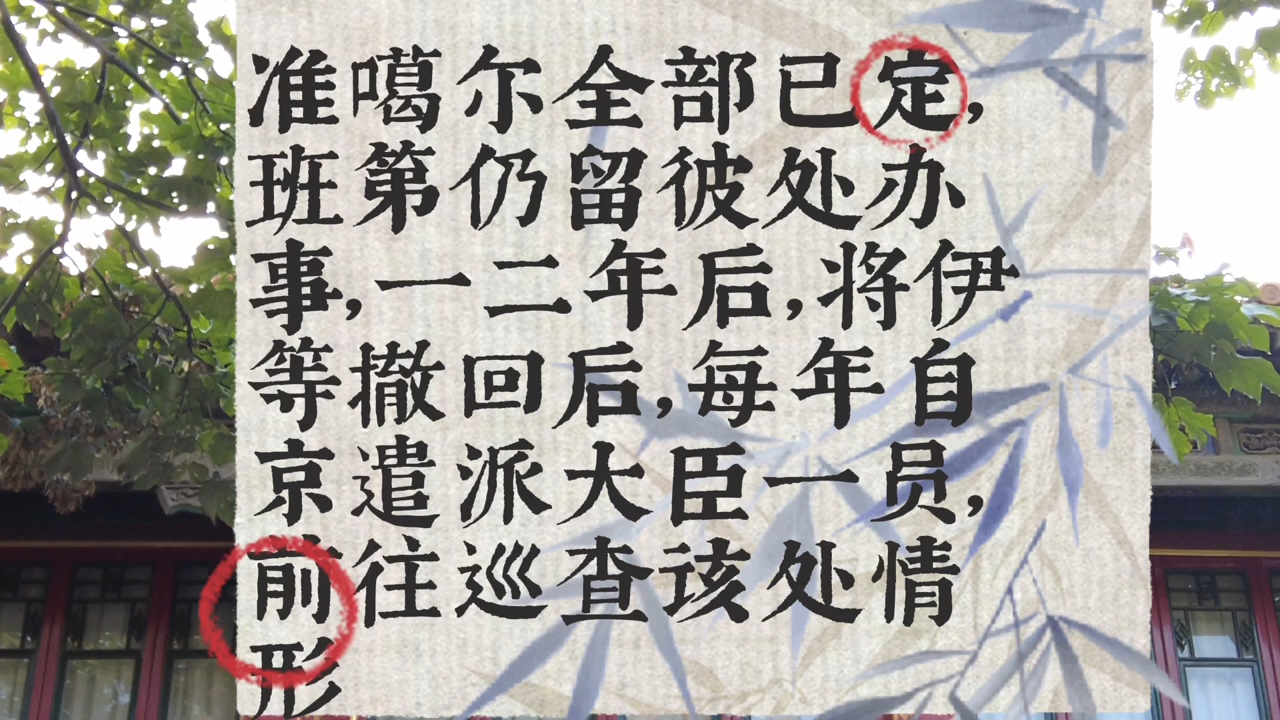 准噶尔全部已定,
班第仍留彼处办
事,一二年后,将伊
等撤回后,每年自
京遣派大臣一员,
前往巡查该处情
形